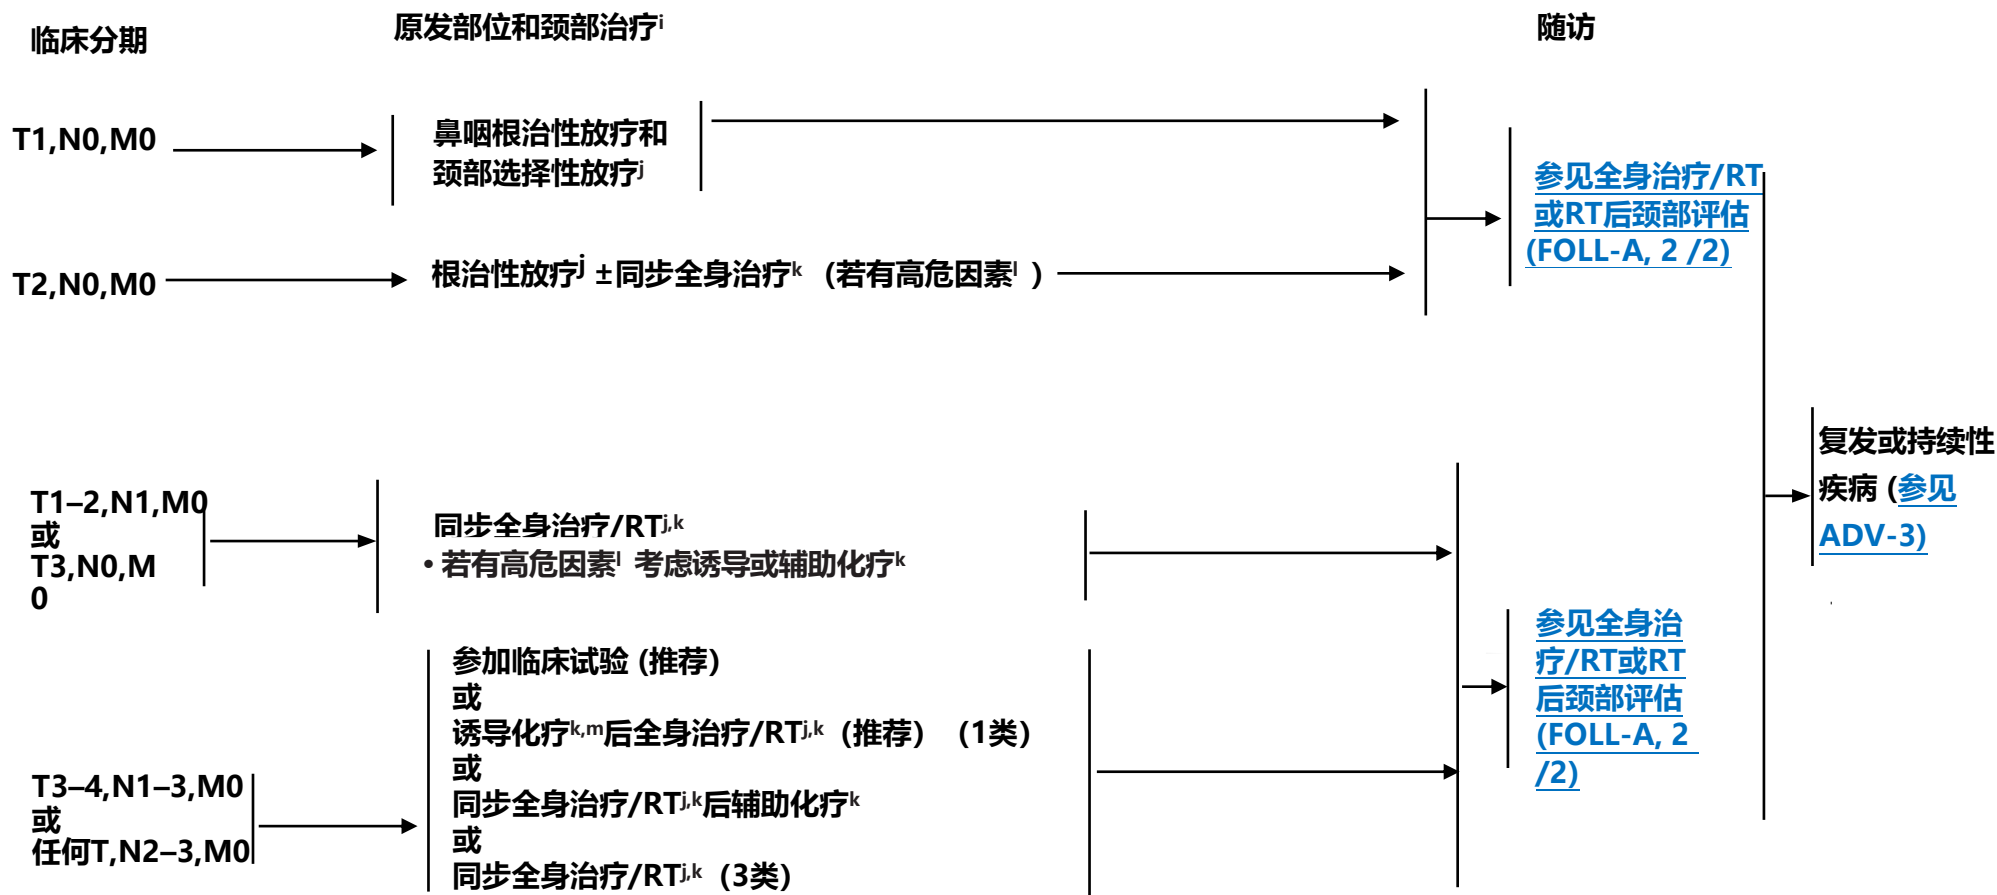 临床分期
原发部位和颈部治疗i
随访
T1,N0,M0
鼻咽根治性放疗和
颈部选择性放疗j
参见全身治疗/RT
或RT后颈部评估
(FOLL-A, 2 /2)
T2,N0,M0
根治性放疗j ±同步全身治疗k (若有高危因素l )
复发或持续性
疾病 (参见
ADV-3)
T1–2,N1,M0
或
T3,N0,M
0
同步全身治疗/RTj,k
• 若有高危因素l 考虑诱导或辅助化疗k
参见全身治
疗/RT或RT
后颈部评估
(FOLL-A, 2
/2)
T3–4,N1–3,M0
或
任何T,N2–3,M0
参加临床试验 (推荐)
或
诱导化疗k,m后全身治疗/RTj,k (推荐) (1类)
或
同步全身治疗/RTj,k后辅助化疗k
或
同步全身治疗/RTj,k (3类)